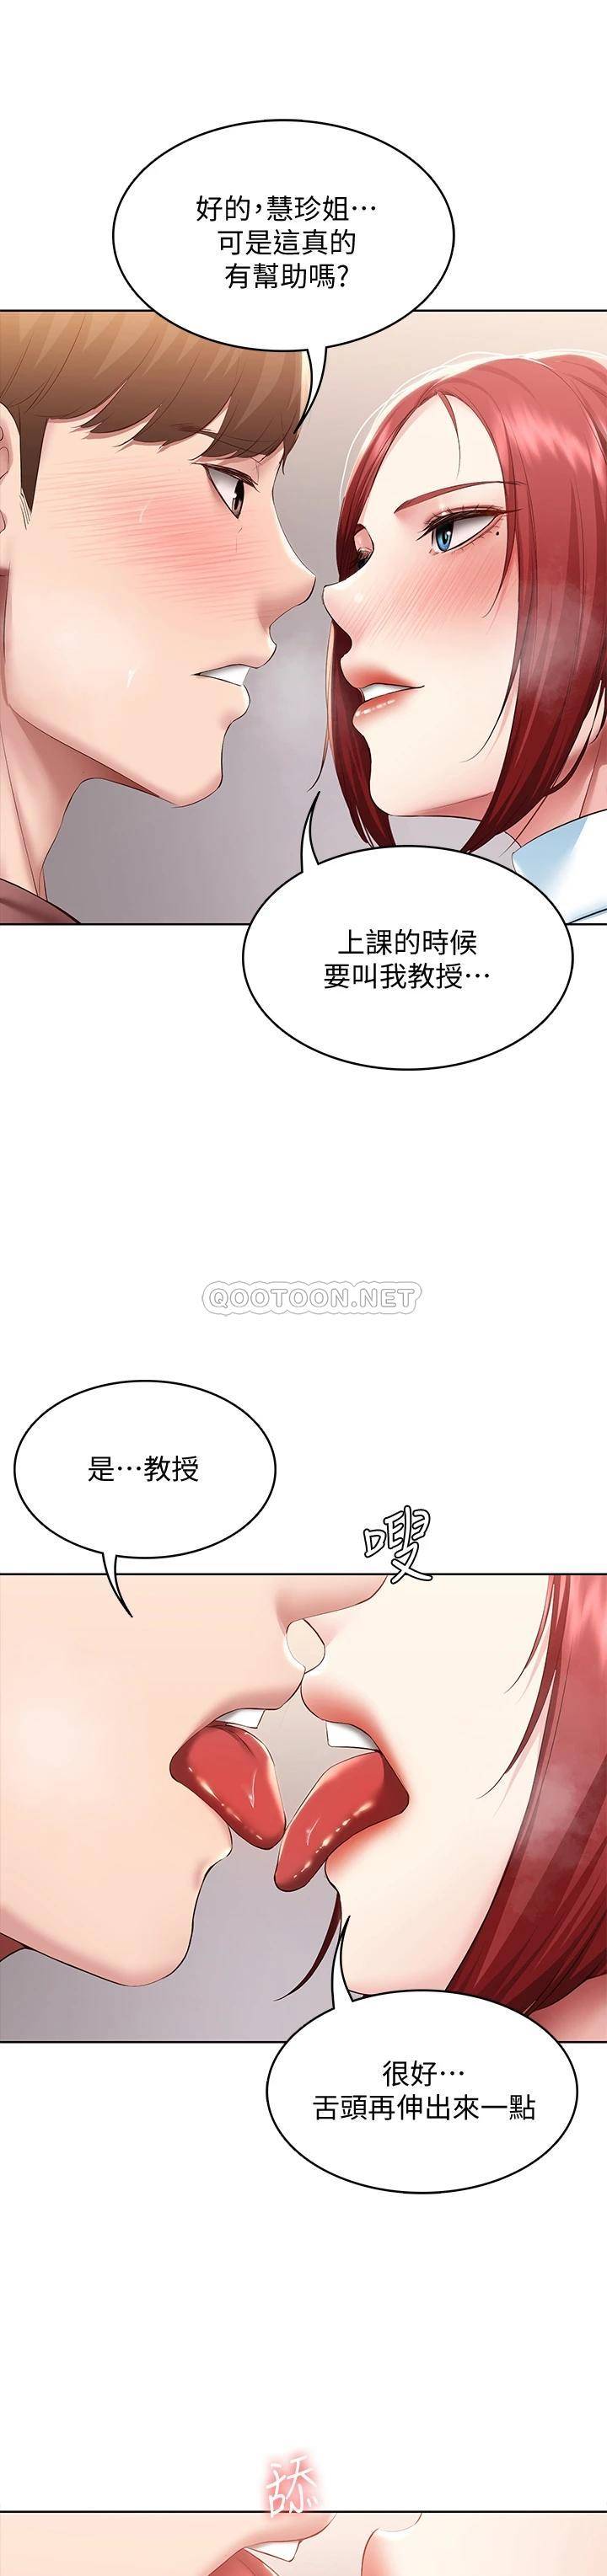 好的,慧珍姐⋯
可是這真的
有幫助嗎?
上課的時候
要叫我教授⋯
QOOTOON.NET
是⋯教授
嗖
很好⋯
舌頭再伸出來一點
舔